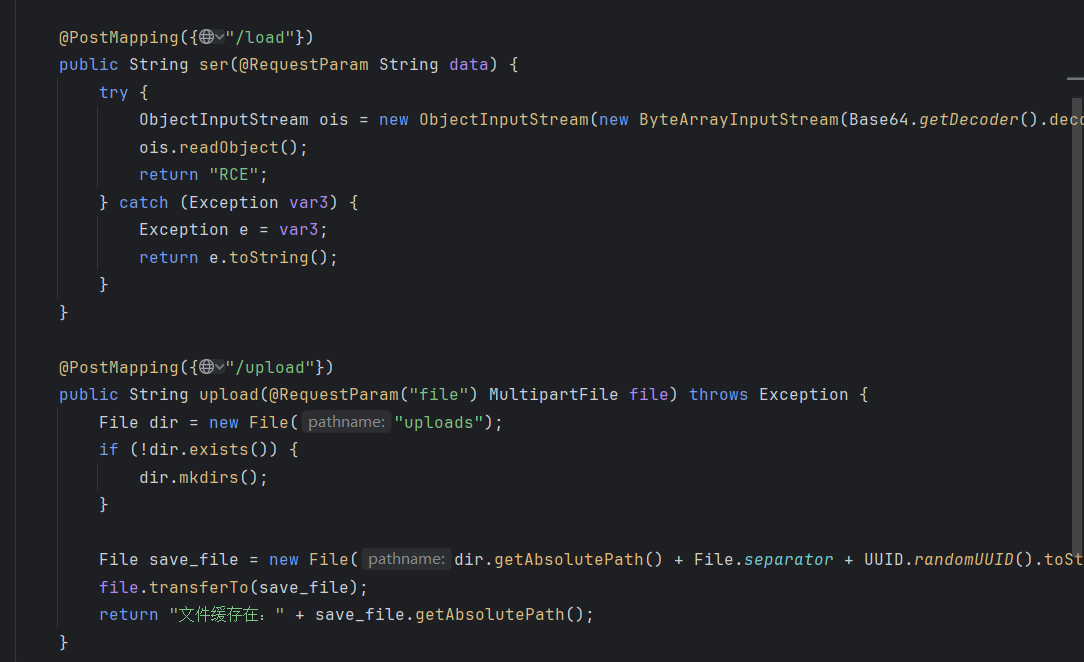 @PostMapping({"/load"})
public String ser(@RequestParam String data) {
try {
ObjectInputStream ois = new ObjectInputStream(new ByteArrayInputStream(Base64.getDecoder().deco
ois.readObject();
return "RCE";
} catch (Exception var3) {
Exception e = var3;
return e.toString();
}
}
@PostMapping({"/upload"})
public String upload(@RequestParam("file") MultipartFile file) throws Exception {
File dir = new File( pathname: "uploads");
if (!dir.exists()) {
dir.mkdirs();
}
File save_file = new File( pathname: dir.getAbsolutePath() + File.separator + UUID.randomUUID().toSt
file.transferTo(save_file);
return "文件缓存在：" + save_file.getAbsolutePath();
}